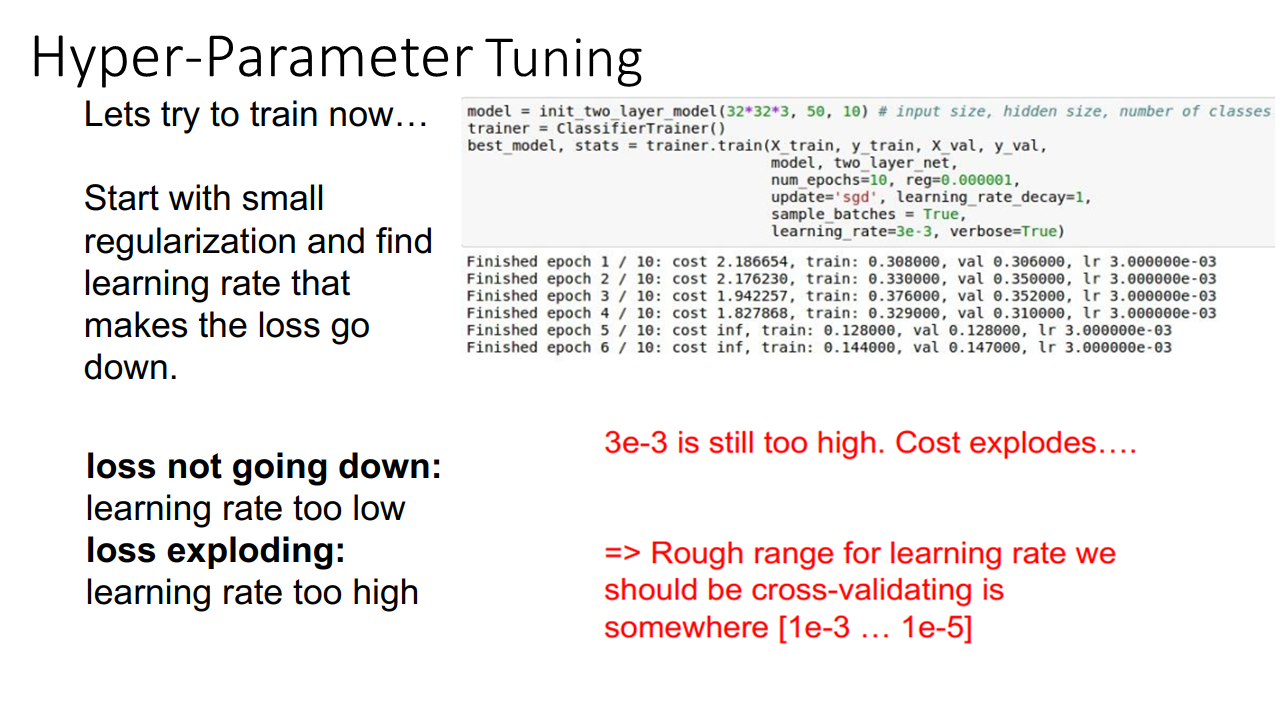 Hyper-Parameter Tuning
Lets try to train now…
Start with small
regularization and find
learning rate that
makes the loss go
down.
loss not going down:
learning rate too low
loss exploding:
learning rate too high
model = init_two_layer_model(32*32*3, 50, 10) # input size, hidden size, number of classes
trainer = ClassifierTrainer()
best_model, stats = trainer.train(X_train, y_train, X_val, y_val,
model, two_layer_net,
num_epochs=10, reg=0.000001,
update='sgd', learning_rate_decay=1,
sample_batches = True,
learning_rate=3e-3, verbose=True)
Finished epoch 1 / 10: cost 2.186654, train: 0.308000, val 0.306000, lr 3.000000e-03
Finished epoch 2 / 10: cost 2.176230, train: 0.330000, val 0.350000, lr 3.000000e-03
Finished epoch 3 / 10: cost 1.942257, train: 0.376000, val 0.352000, lr 3.000000e-03
Finished epoch 4 / 10: cost 1.827868, train: 0.329000, val 0.310000, lr 3.000000e-03
Finished epoch 5 / 10: cost inf, train: 0.128000, val 0.128000, lr 3.000000e-03
Finished epoch 6 / 10: cost inf, train: 0.144000, val 0.147000, lr 3.000000e-03
3e-3 is still too high. Cost explodes….
=> Rough range for learning rate we
should be cross-validating is
somewhere [1e-3 … 1e-5]